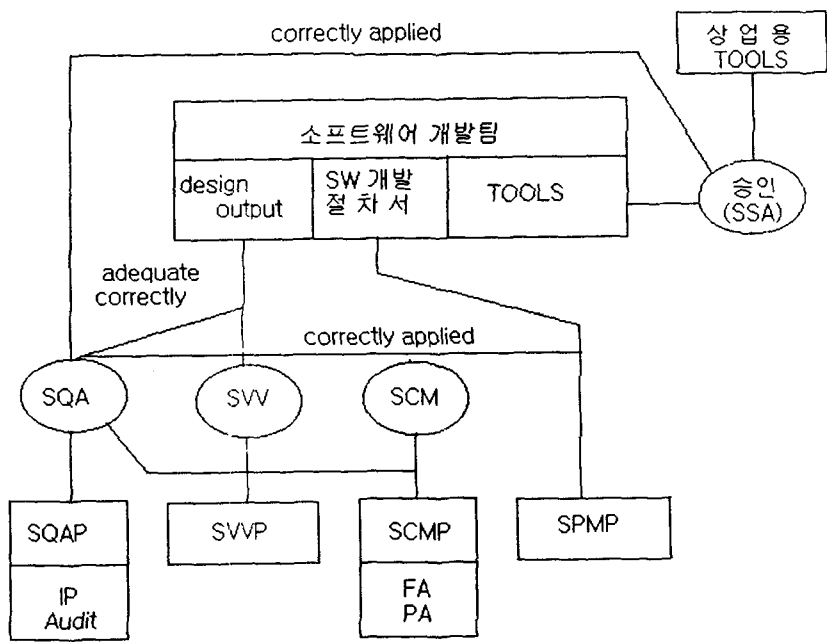 correctly applied
상 업 용
TOOLS
소프트웨어 개발팀
design
output
SW 개발
절 차 서
TOOLS
승인
(SSA)
adequate
correctly
correctly applied
SQA
SVV
SCM
SQAP
SVVP
SCMP
SPMP
IP
Audit
FA
PA